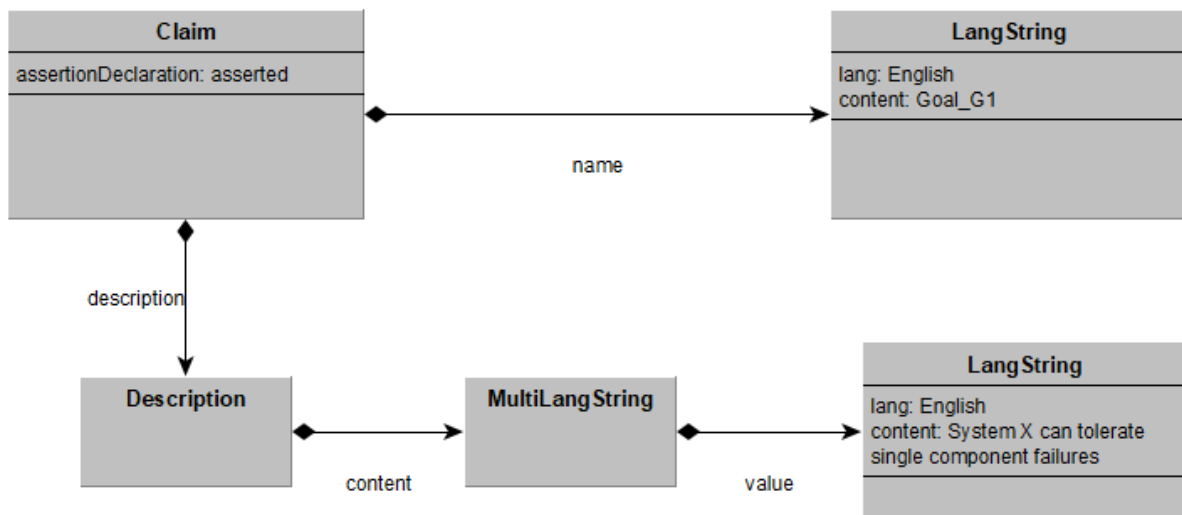 Claim
assertionDeclaration: asserted
LangString
lang: English
content: Goal_G1
name
description
Description
MultiLangString
content
value
LangString
lang: English
content: System X can tolerate
single component failures